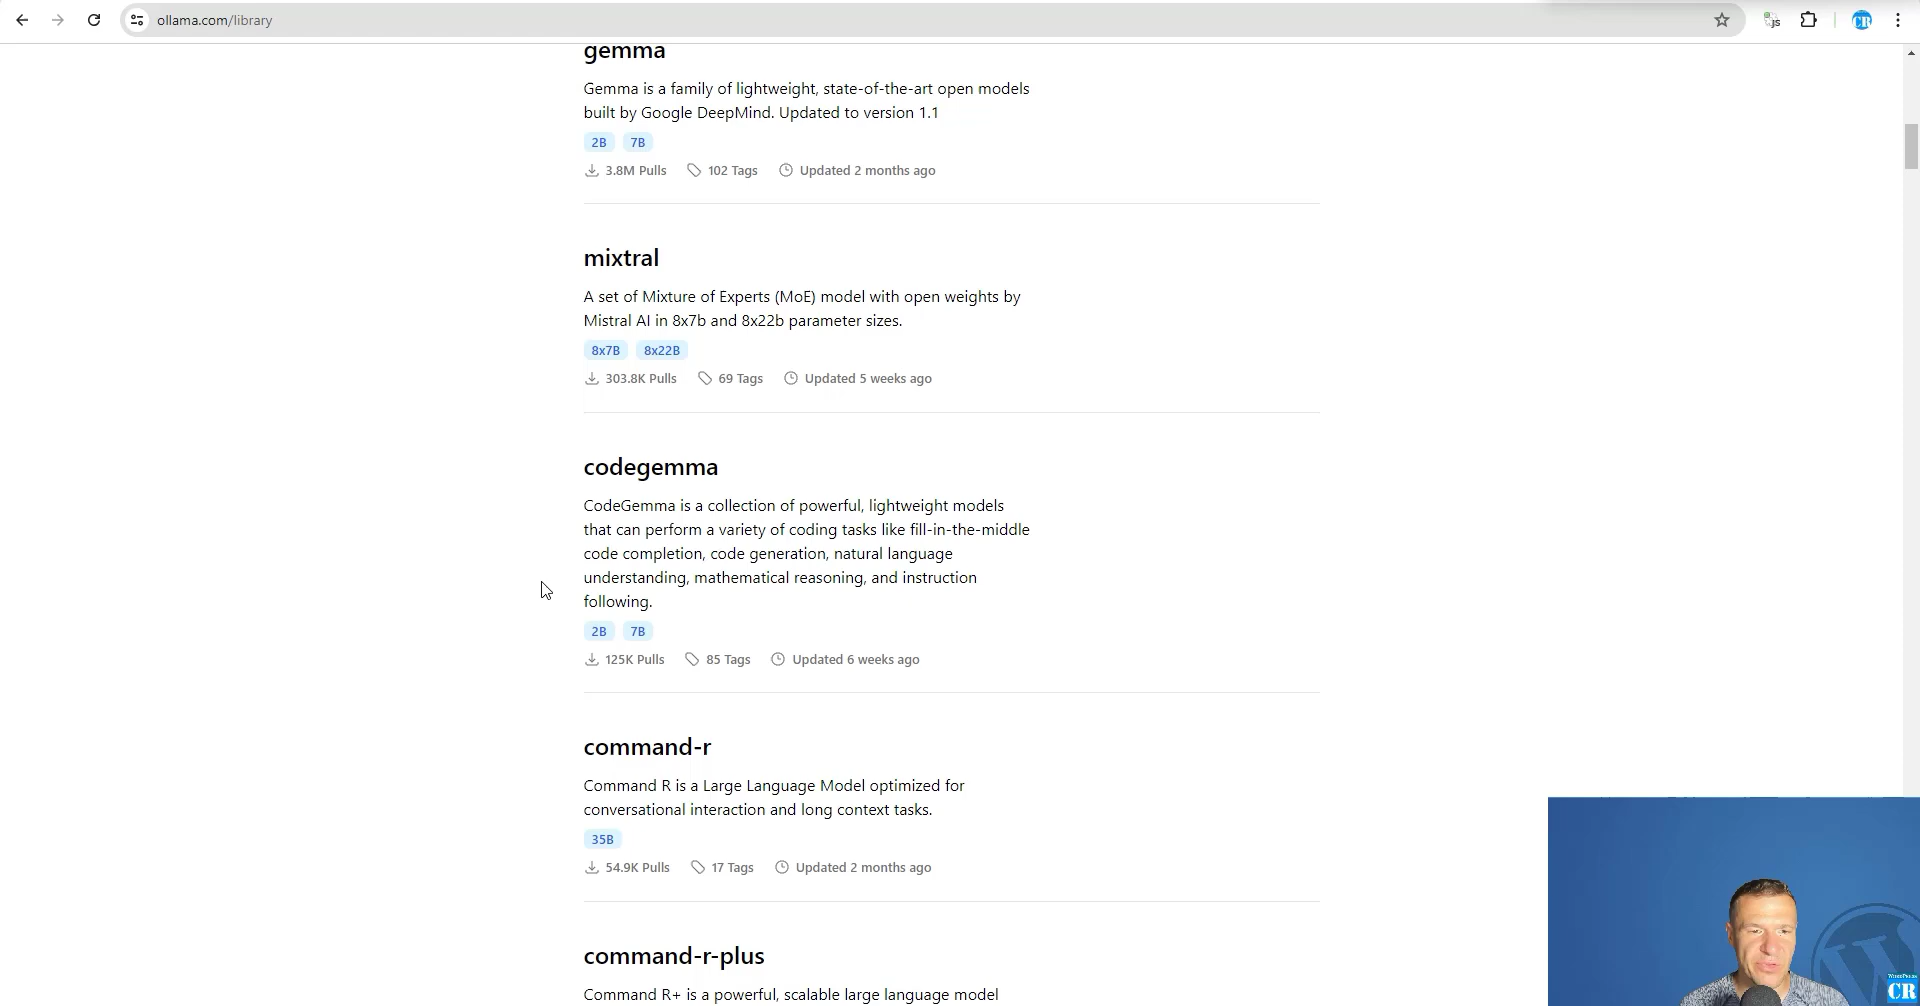 ollama.com/library
JS
CR
gemma
Gemma is a family of lightweight, state-of-the-art open models
built by Google DeepMind. Updated to version 1.1
2B 7B
3.8M Pulls 102 Tags Updated 2 months ago
mixtral
A set of Mixture of Experts (MoE) model with open weights by
Mistral AI in 8x7b and 8x22b parameter sizes.
8x7B 8x22B
303.8K Pulls 69 Tags Updated 5 weeks ago
codegemma
CodeGemma is a collection of powerful, lightweight models
that can perform a variety of coding tasks like fill-in-the-middle
code completion, code generation, natural language
understanding, mathematical reasoning, and instruction
following.
2B 7B
125K Pulls 85 Tags Updated 6 weeks ago
command-r
Command R is a Large Language Model optimized for
conversational interaction and long context tasks.
35B
54.9K Pulls 17 Tags Updated 2 months ago
command-r-plus
Command R+ is a powerful, scalable large language model
WORDPRESS
CR